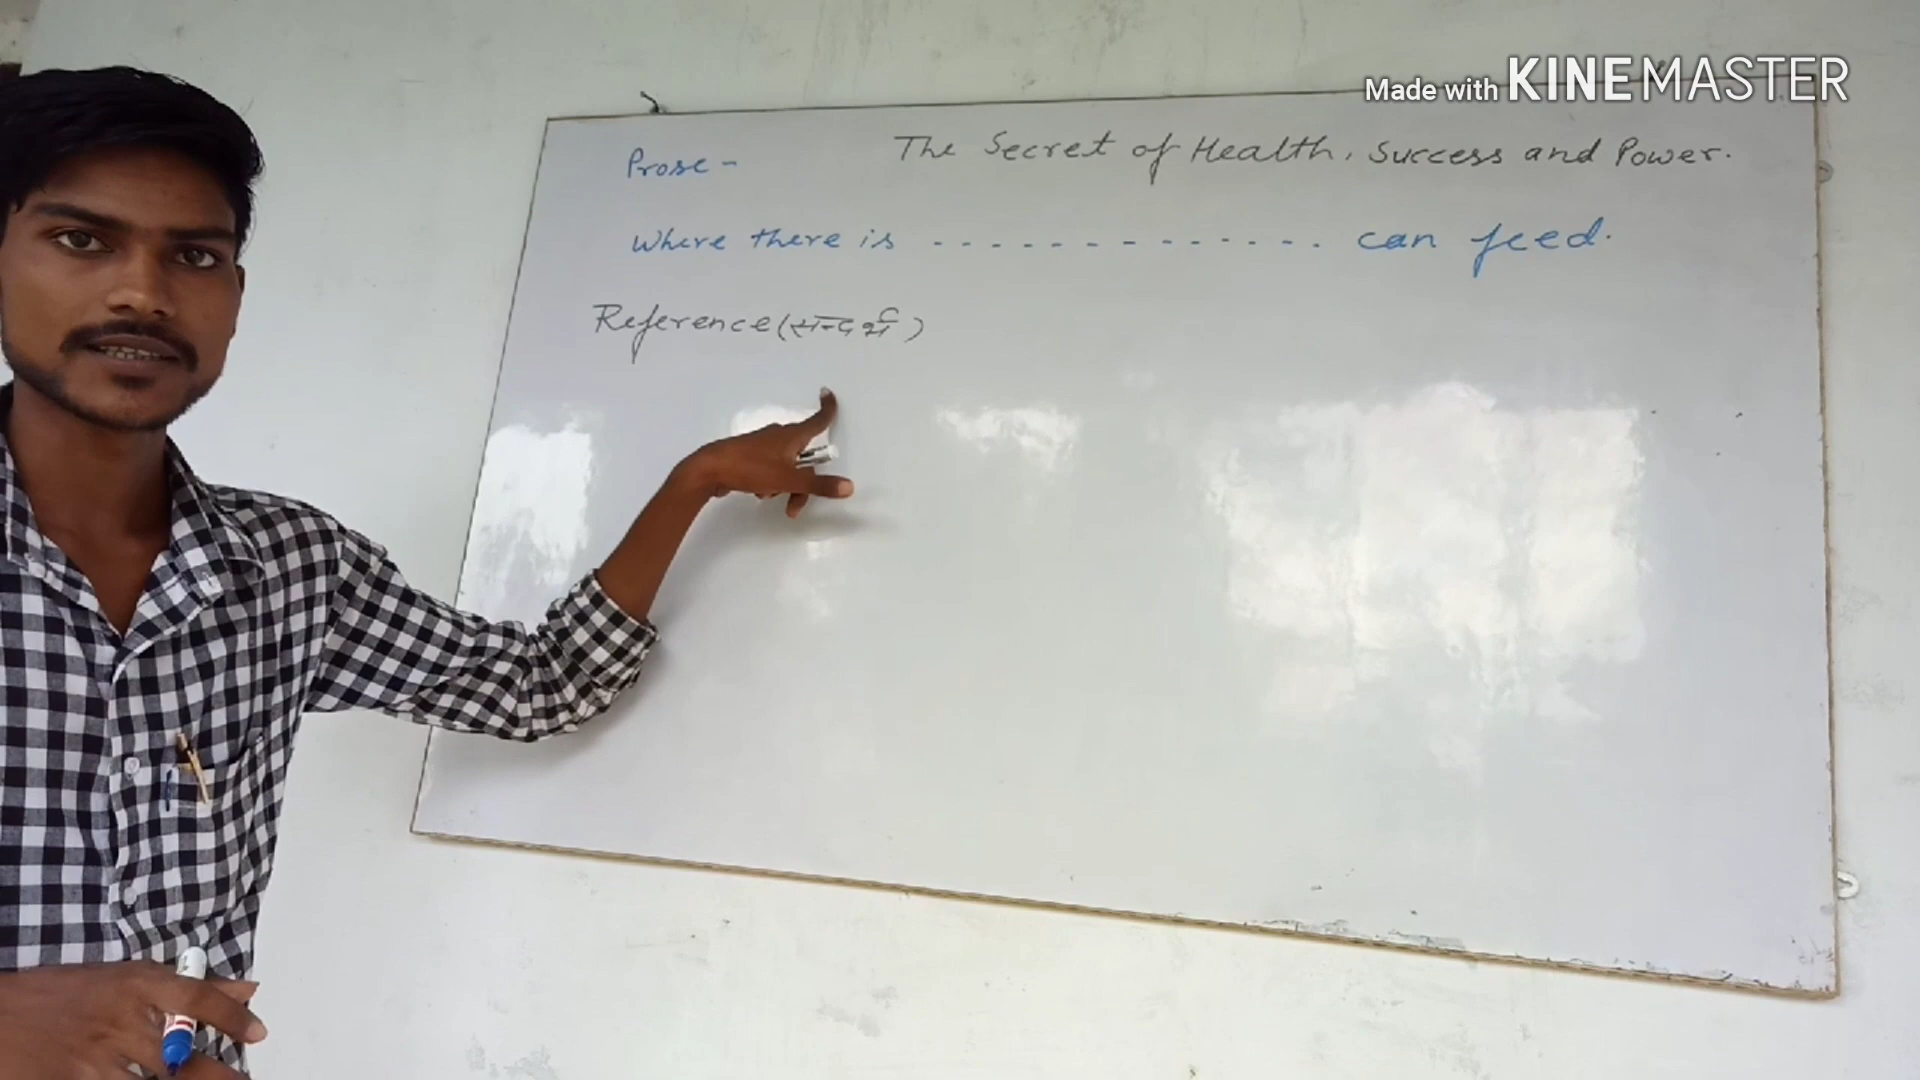 Made with KINEMASTER
Prose - The Secret of Health, Success and Power.
Where there is - - - - - - - - - - - - - - can feed.
Reference (सन्दर्भ)